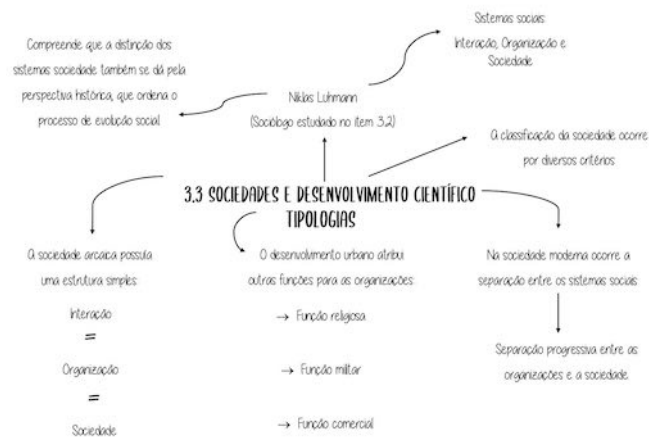 Sistemas sociais:
Interação, Organização e
Sociedade
Compreende que a distinção dos
sistemas sociedade também se dá pela
perspectiva histórica, que ordena o
processo de evolução social
Niklas Luhmann
(Sociólogo estudado no item 3.2)
A classificação da sociedade ocorre
por diversos critérios
3.3 SOCIEDADES E DESENVOLVIMENTO CIENTÍFICO
TIPOLOGIAS
A sociedade arcaica possuía
uma estrutura simples:
Interação
=
Organização
=
Sociedade
O desenvolvimento urbano atribui
outras funções para as organizações:
→ Função religiosa
→ Função militar
→ Função comercial
Na sociedade moderna ocorre a
separação entre os sistemas sociais
Separação progressiva entre as
organizações e a sociedade